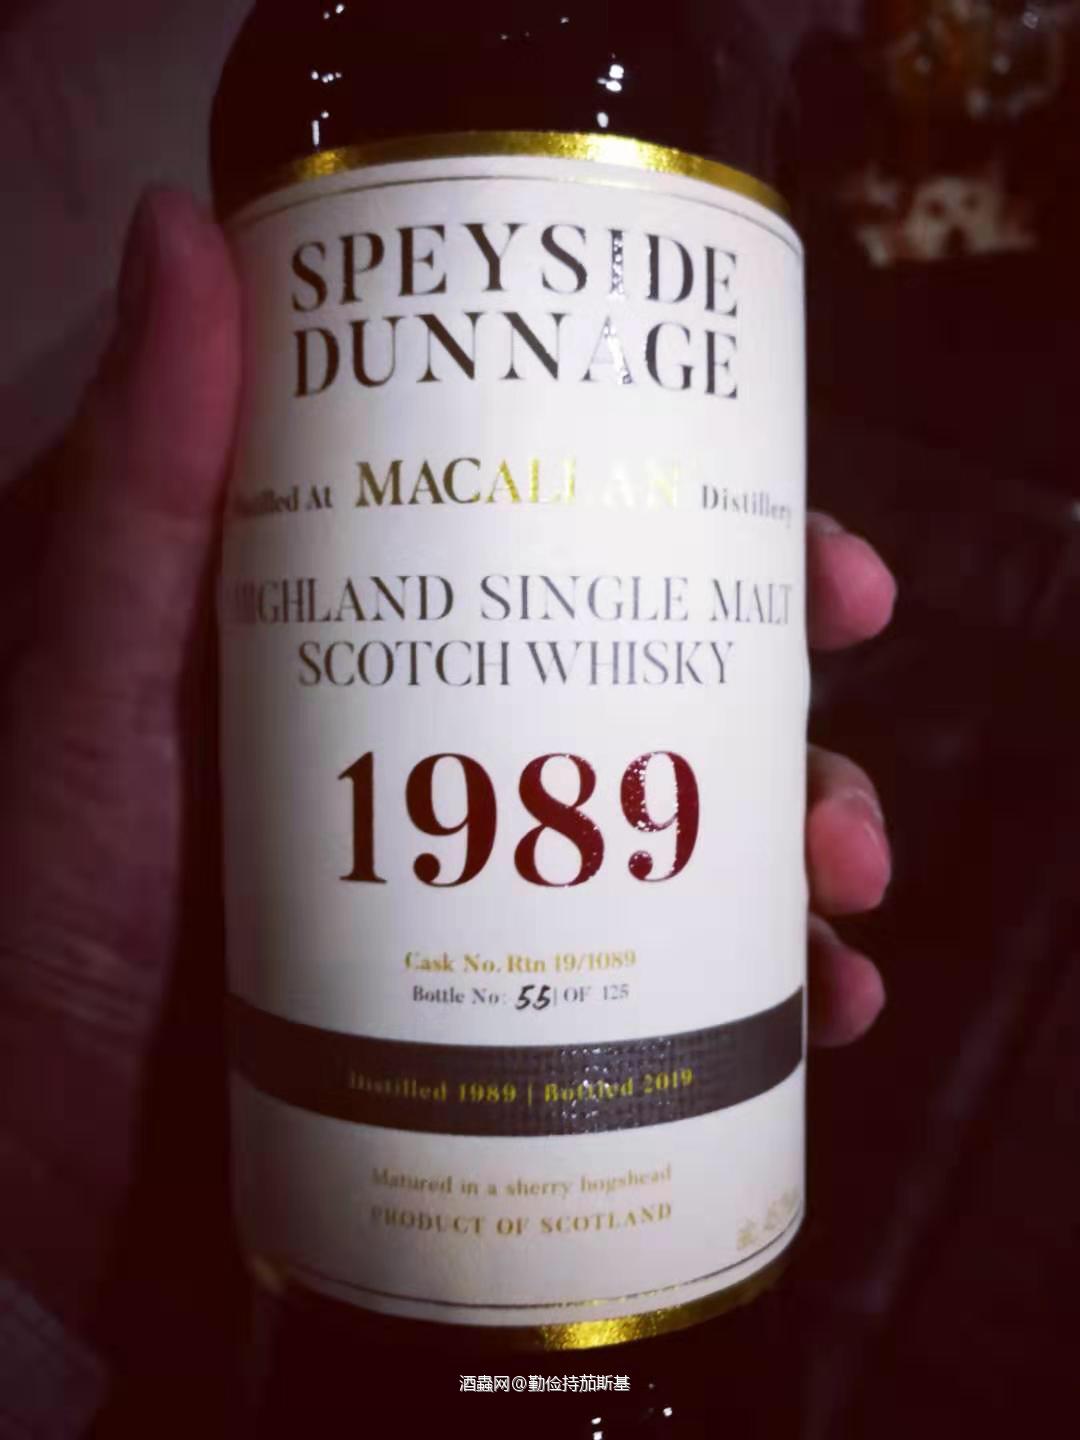 SPEYSIDE
DUNNAGE
Distilled At MACALLAN Distillery
HIGHLAND SINGLE MALT
SCOTCH WHISKY
1989
Cask No. Rtn 19/1089
Bottle No: 55 | OF 125
Distilled 1989 | Bottled 2019
Matured in a sherry hogshead
PRODUCT OF SCOTLAND
酒蟲网@勤俭持茄斯基